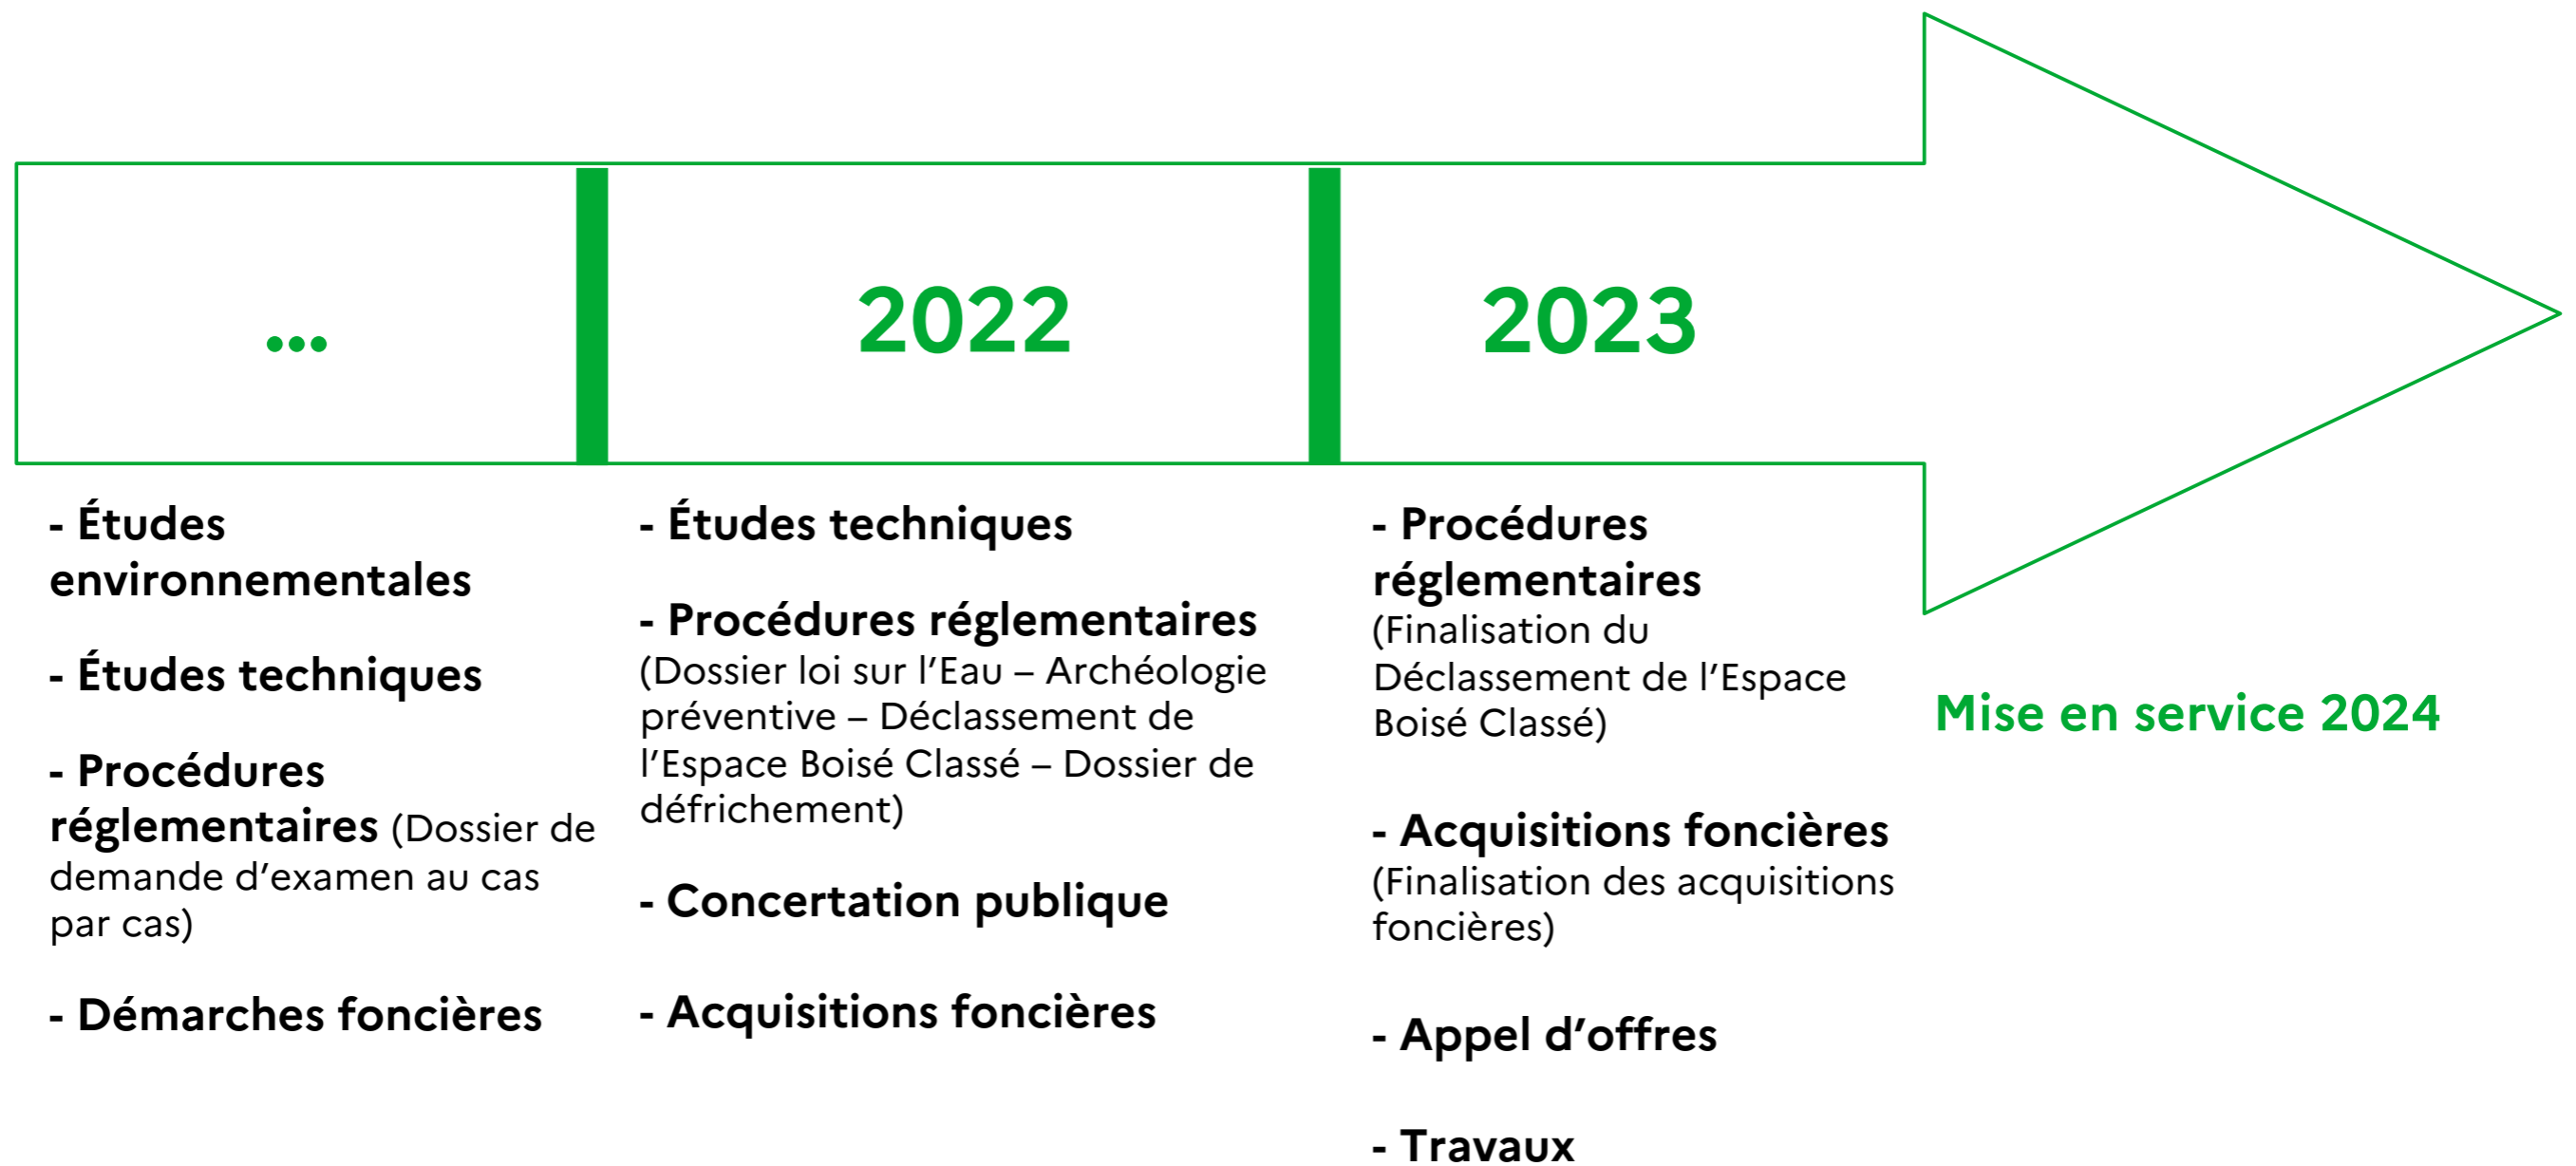 ...
2022
2023
- Études
environnementales
- Études techniques
- Procédures
réglementaires (Dossier de
demande d’examen au cas
par cas)
- Démarches foncières
- Études techniques
- Procédures réglementaires
(Dossier loi sur l’Eau – Archéologie
préventive – Déclassement de
l’Espace Boisé Classé – Dossier de
défrichement)
- Concertation publique
- Acquisitions foncières
- Procédures
réglementaires
(Finalisation du
Déclassement de l’Espace
Boisé Classé)
- Acquisitions foncières
(Finalisation des acquisitions
foncières)
- Appel d’offres
- Travaux
Mise en service 2024